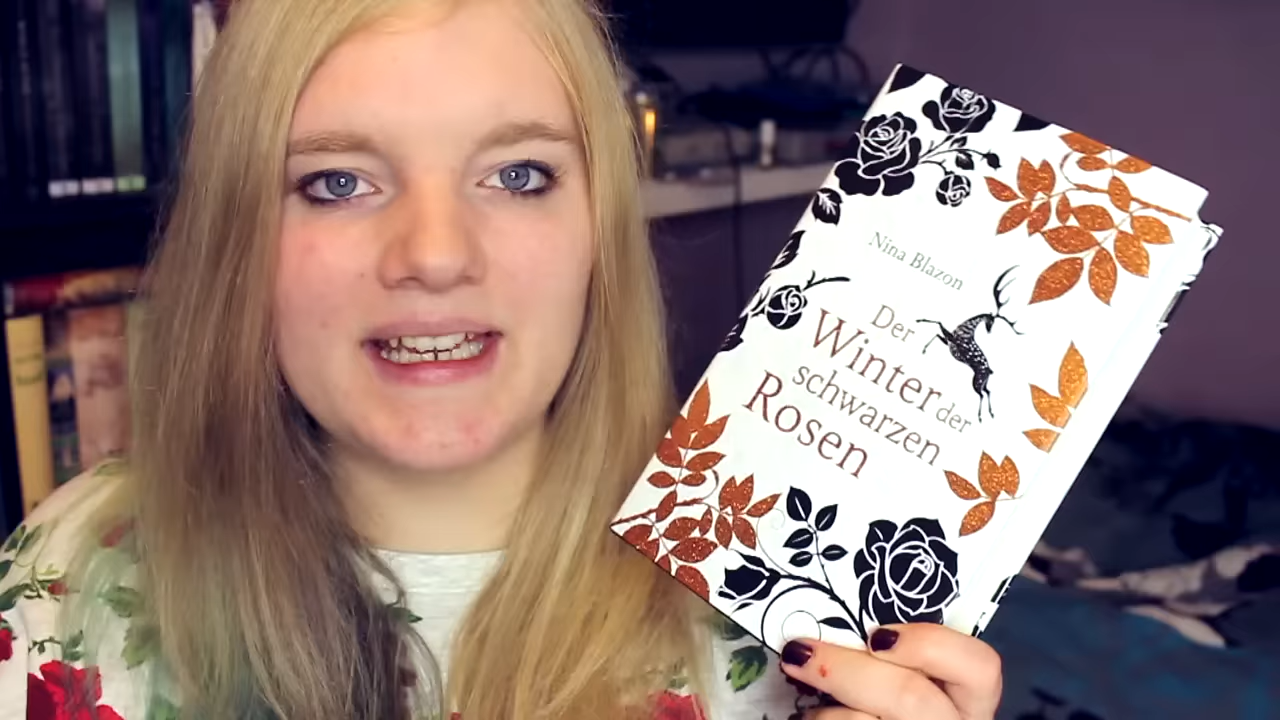 Nina Blazon
Der
Winter der
schwarzen
Rosen